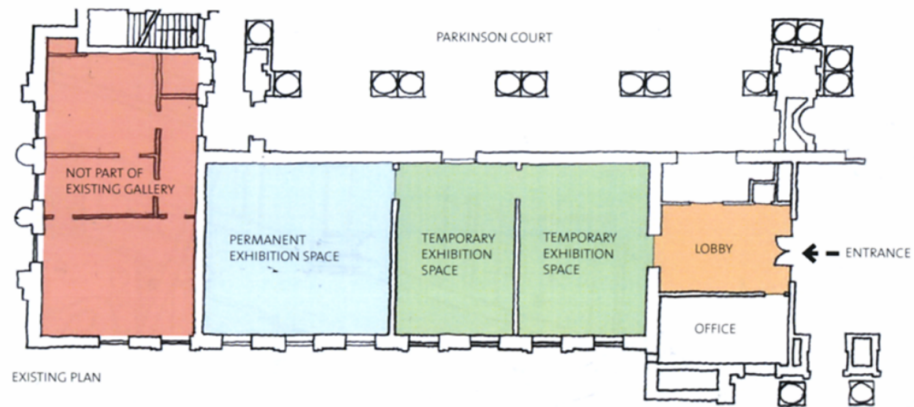 PARKINSON COURT
NOT PART OF
EXISTING GALLERY
PERMANENT
EXHIBITION SPACE
TEMPORARY
EXHIBITION
SPACE
TEMPORARY
EXHIBITION
SPACE
LOBBY
ENTRANCE
OFFICE
EXISTING PLAN